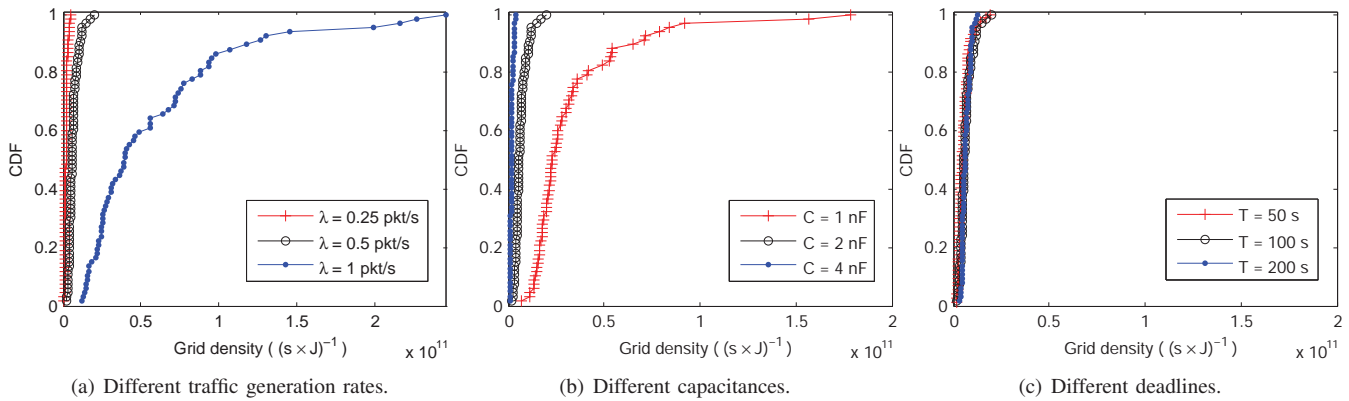 1
0.8
0.6
0.4
0.2
0
CDF
0 0.5 1 1.5 2
Grid density ( (s × J)⁻¹)
x 10¹¹
λ = 0.25 pkt/s
λ = 0.5 pkt/s
λ = 1 pkt/s
(a) Different traffic generation rates.
1
0.8
0.6
0.4
0.2
0
CDF
0 0.5 1 1.5 2
Grid density ( (s × J)⁻¹)
x 10¹¹
C = 1 nF
C = 2 nF
C = 4 nF
(b) Different capacitances.
1
0.8
0.6
0.4
0.2
0
CDF
0 0.5 1 1.5 2
Grid density ( (s × J)⁻¹)
x 10¹¹
T = 50 s
T = 100 s
T = 200 s
(c) Different deadlines.